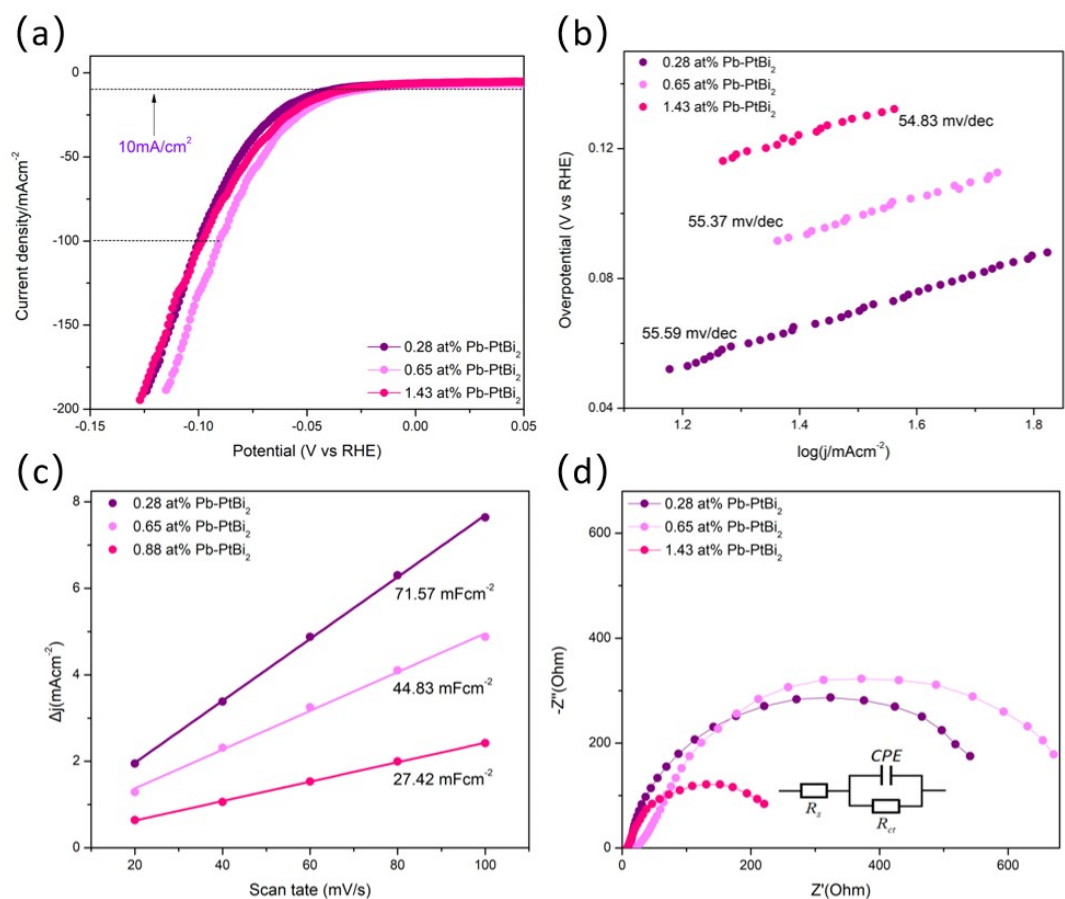 (a)
0
-50
-100
-150
-200
-0.15
-0.10
-0.05
0.00
0.05
Current density/mAcm-2
Potential (V vs RHE)
10mA/cm2
0.28 at% Pb-PtBi2
0.65 at% Pb-PtBi2
1.43 at% Pb-PtBi2
(b)
0.28 at% Pb-PtBi2
0.65 at% Pb-PtBi2
1.43 at% Pb-PtBi2
54.83 mv/dec
55.37 mv/dec
55.59 mv/dec
0.12
0.08
0.04
1.2
1.4
1.6
1.8
Overpotential (V vs RHE)
log(j/mAcm-2)
(c)
0.28 at% Pb-PtBi2
0.65 at% Pb-PtBi2
0.88 at% Pb-PtBi2
71.57 mFcm-2
44.83 mFcm-2
27.42 mFcm-2
8
6
4
2
0
20
40
60
80
100
Δj(mAcm-2)
Scan tate (mV/s)
(d)
0.28 at% Pb-PtBi2
0.65 at% Pb-PtBi2
1.43 at% Pb-PtBi2
600
400
200
0
0
200
400
600
-Z''(Ohm)
Z'(Ohm)
CPE
Rs
Rct